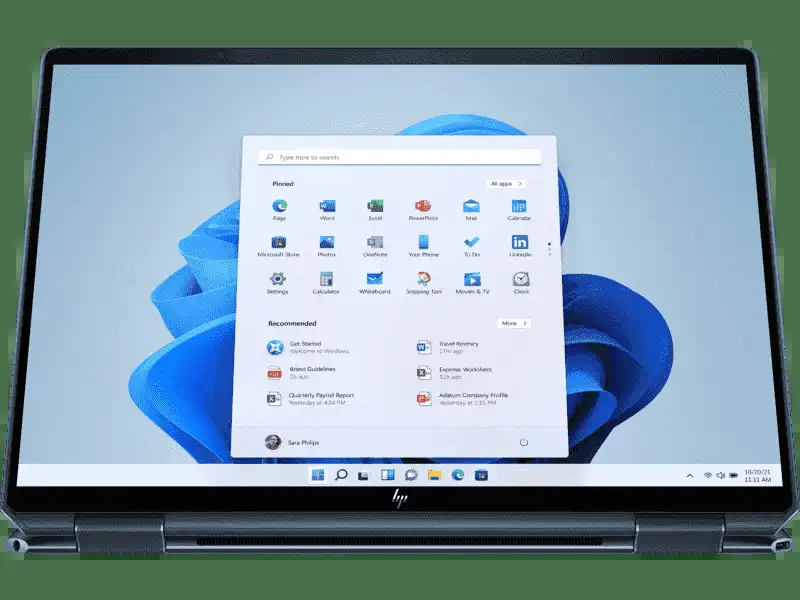 Type here to search
Pinned
All apps >
Edge
Word
Excel
PowerPoint
Mail
Calendar
Microsoft Store
Photos
OneNote
Your Phone
To Do
LinkedIn
Settings
Calculator
Whiteboard
Snipping Tool
Movies & TV
Clock
Recommended
More >
Get Started
Welcome to Windows
Travel Itinerary
17m ago
Brand Guidelines
2h ago
Expense Worksheet
12h ago
Quarterly Payroll Report
Yesterday at 4:24 PM
Adatum Company Profile
Yesterday at 1:15 PM
Sara Philips
10/20/21
11:11 AM
hp